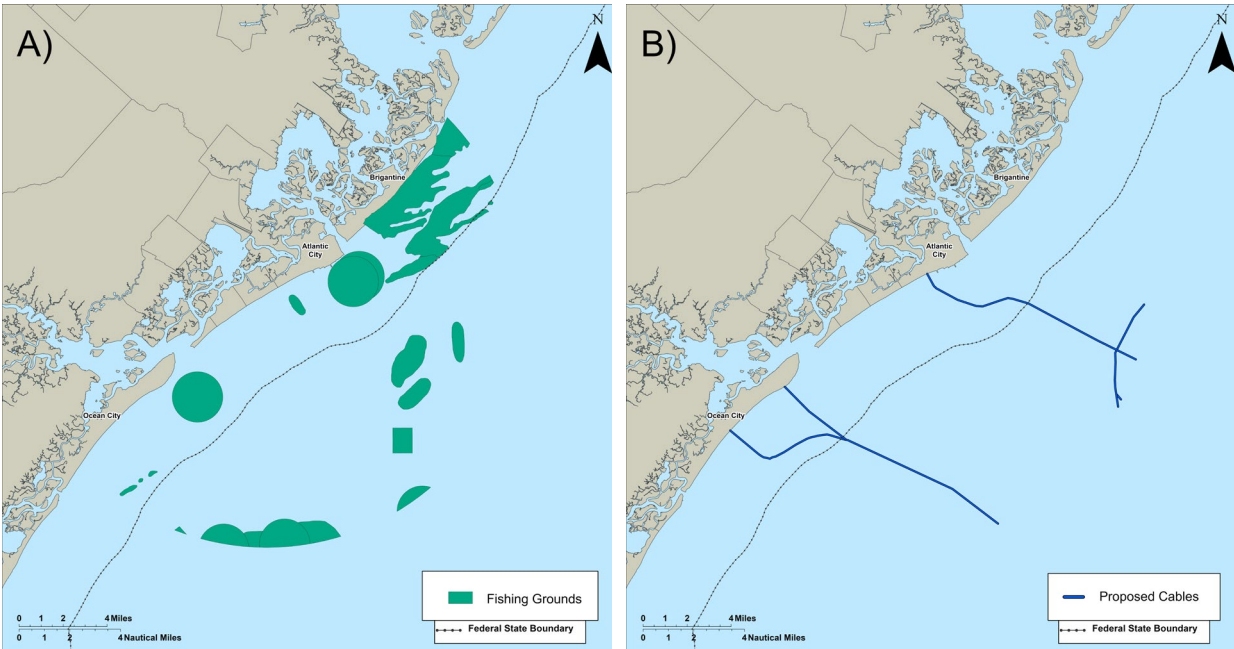 A)
N
Brigantine
Atlantic
City
Ocean City
Fishing Grounds
Federal State Boundary
0 1 2 4 Miles
0 1 2 4 Nautical Miles
B)
N
Brigantine
Atlantic
City
Ocean City
Proposed Cables
Federal State Boundary
0 1 2 4 Miles
0 1 2 4 Nautical Miles